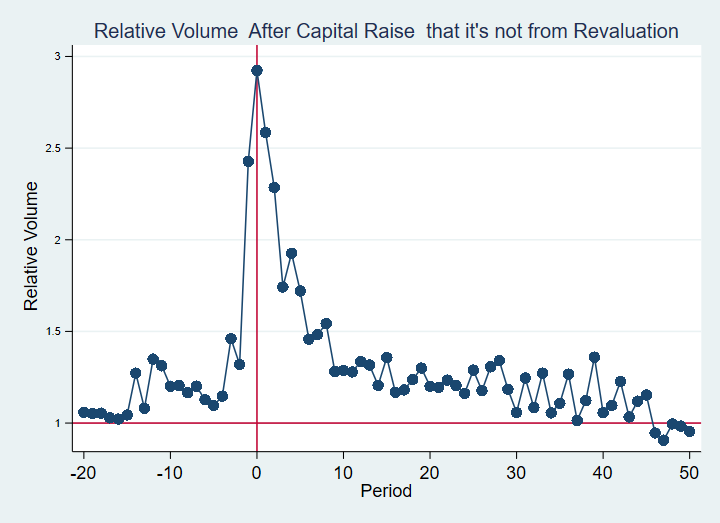 Relative Volume  After Capital Raise  that it's not from Revaluation
3
2.5
2
1.5
1
Relative Volume
-20 -10 0 10 20 30 40 50
Period